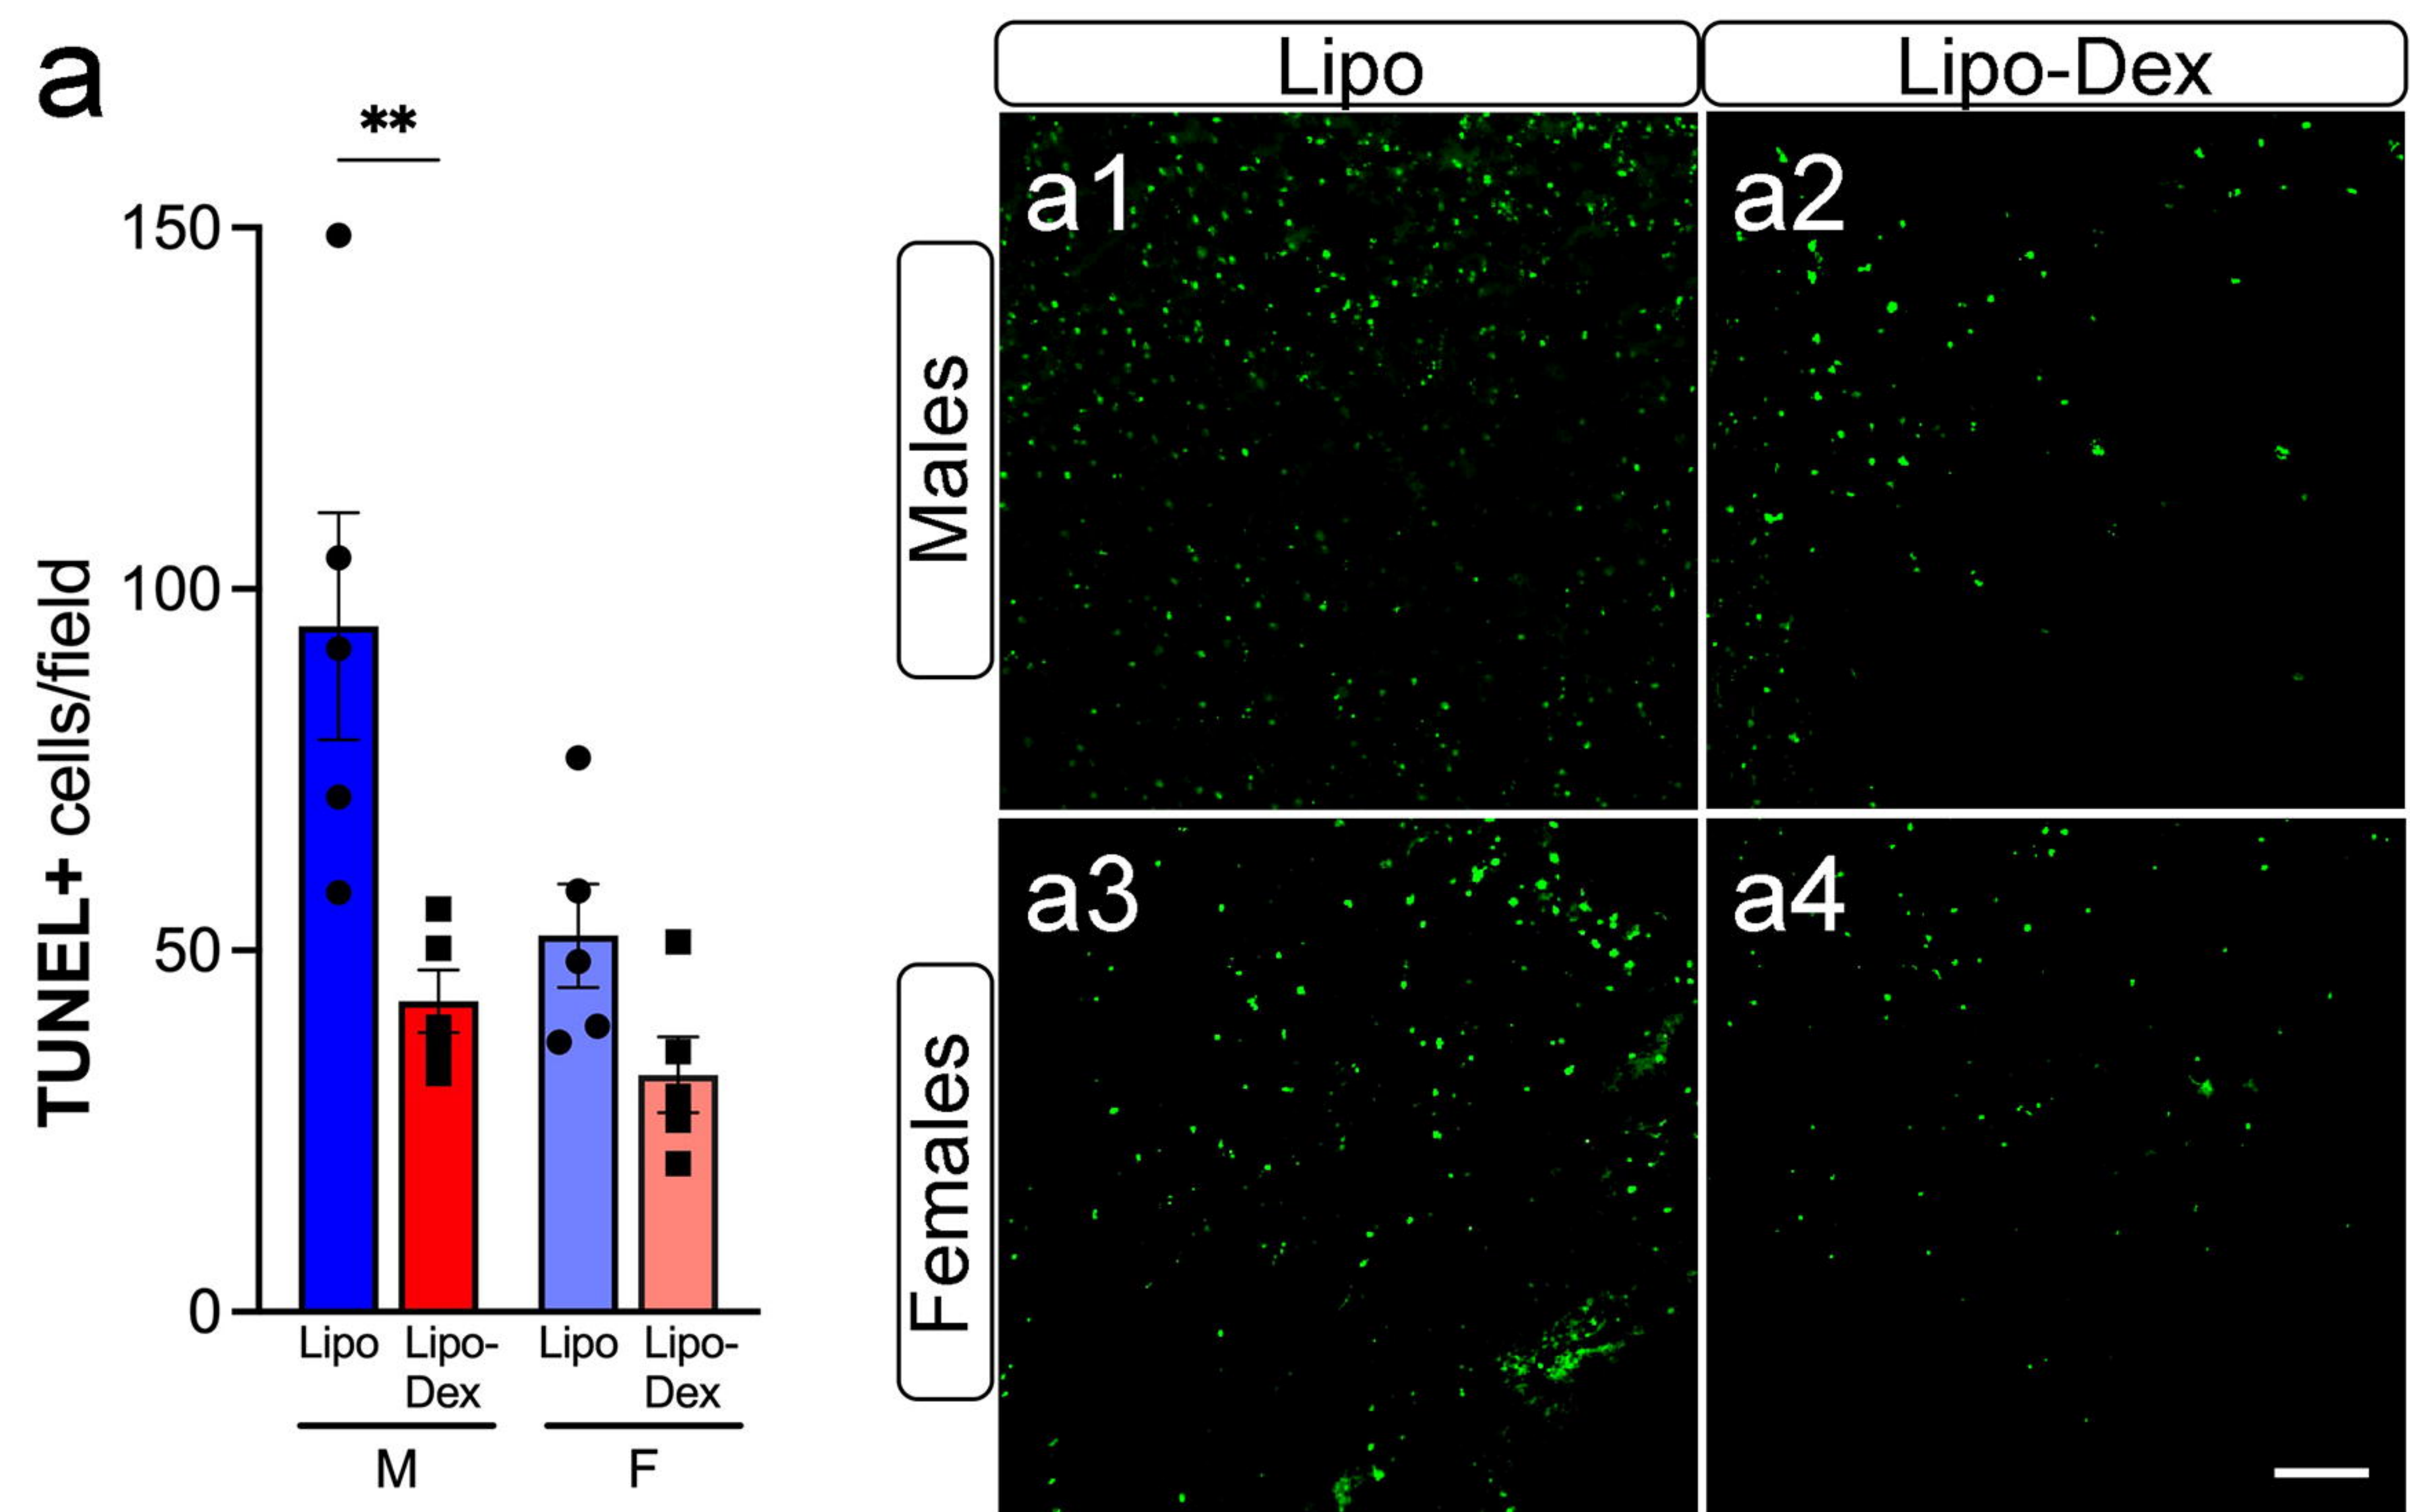 a
**
150
100
50
0
TUNEL+ cells/field
Lipo
Lipo-
Dex
Lipo
Lipo-
Dex
M
F
Lipo
Lipo-Dex
Males
Females
a1
a2
a3
a4